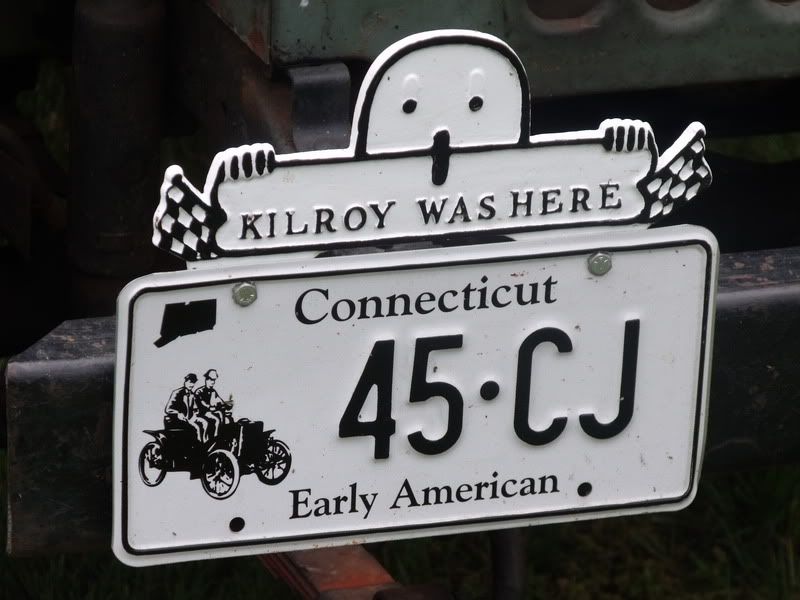 KILROY WAS HERE
Connecticut
45·CJ
Early American